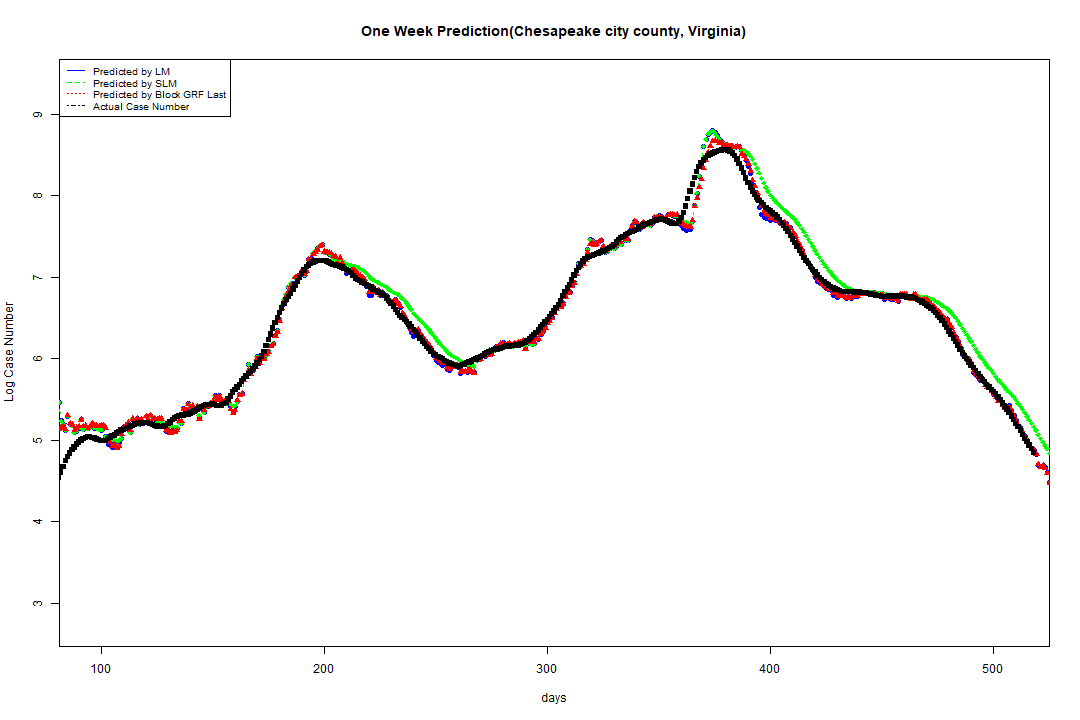 One Week Prediction(Chesapeake city county, Virginia)
Predicted by LM
Predicted by SLM
Predicted by Block GRF Last
Actual Case Number
9
8
7
6
5
4
3
Log Case Number
100 200 300 400 500
days